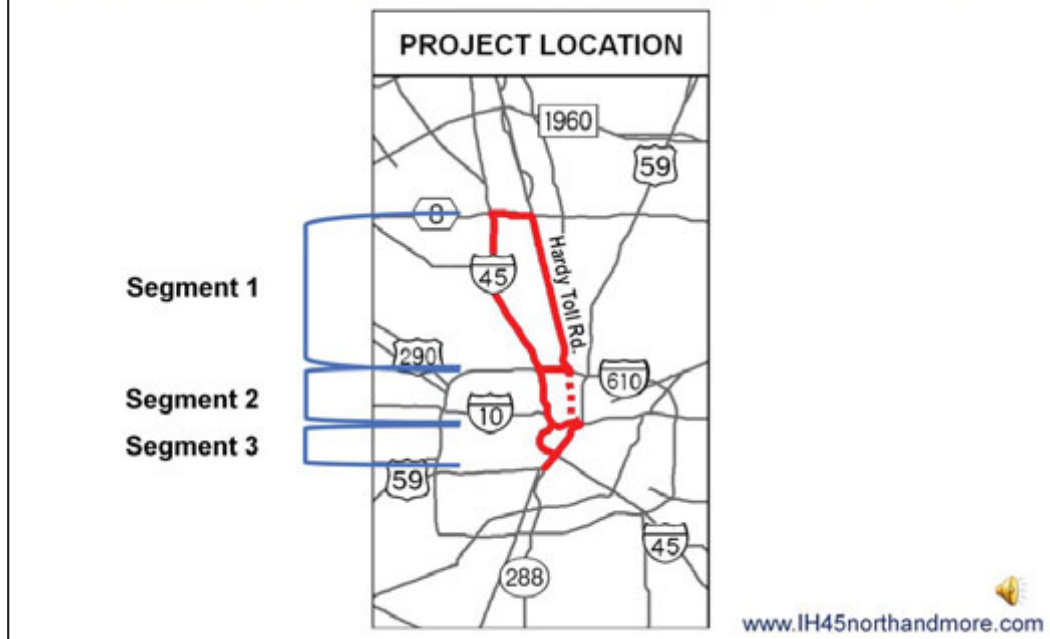 PROJECT LOCATION
1960
59
8
Hardy Toll Rd.
45
Segment 1
290
610
Segment 2
10
Segment 3
59
45
288
www.IH45northandmore.com